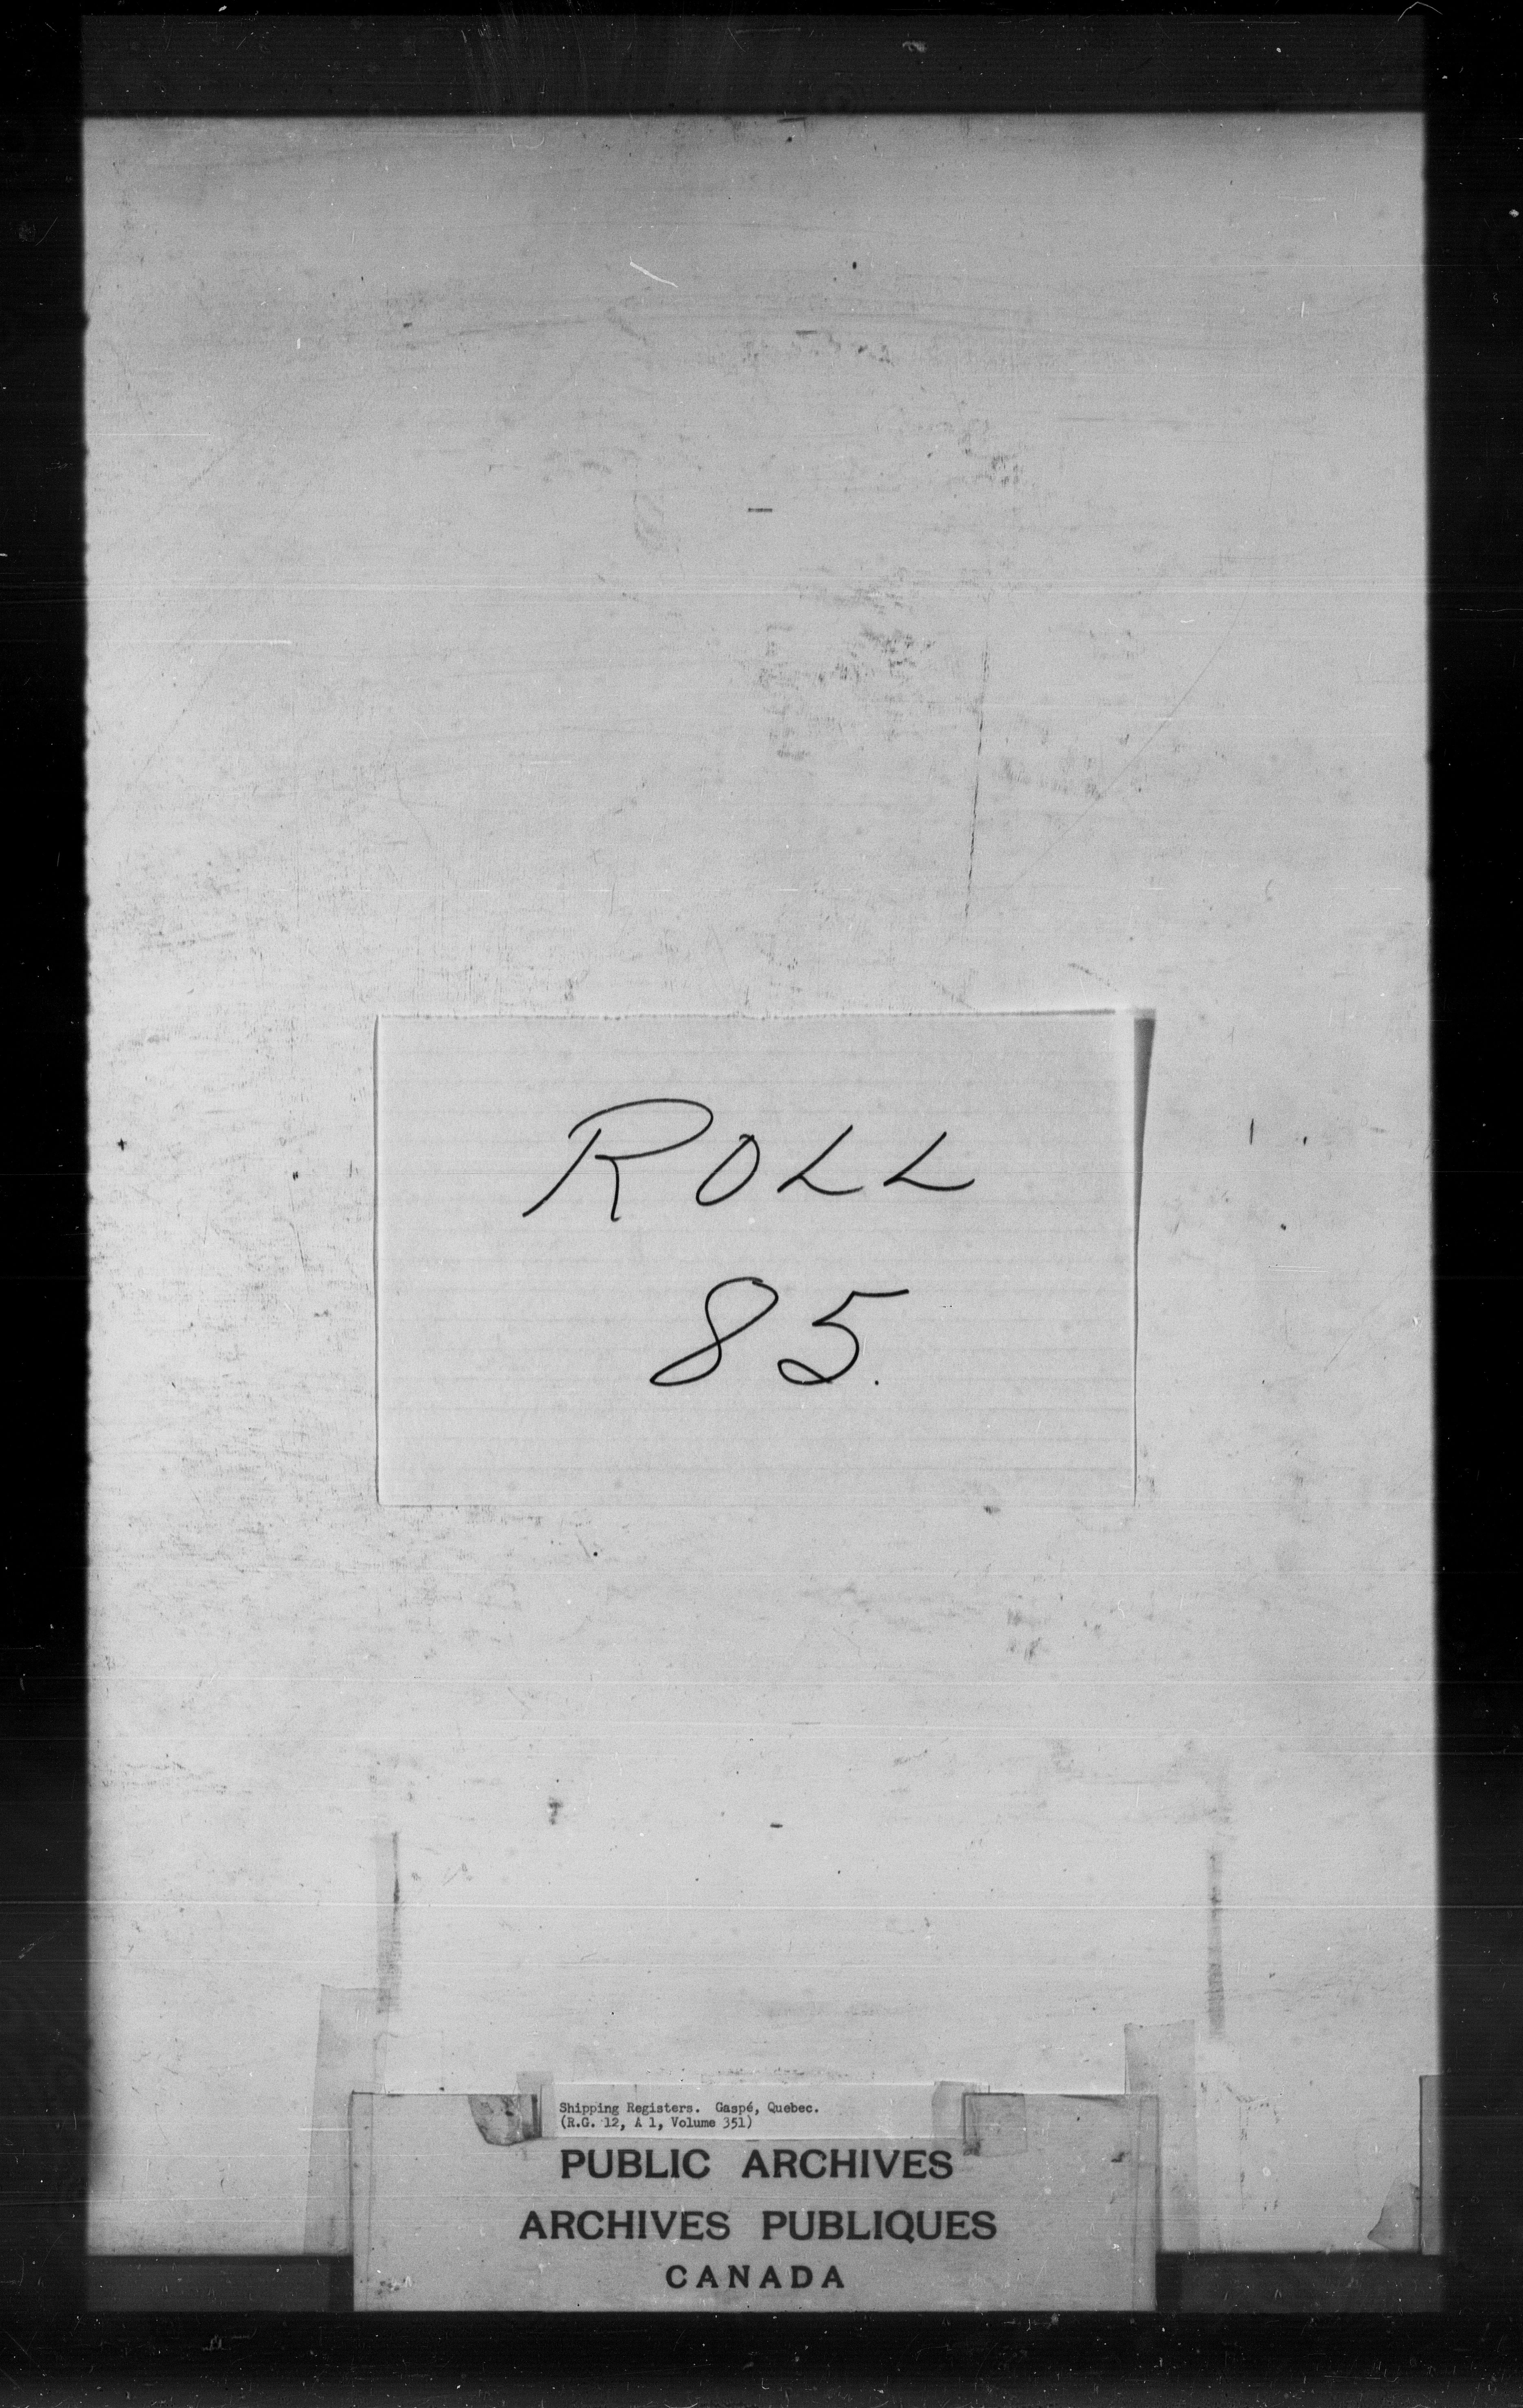 ROLL
85.
Shipping Registers. Gaspé, Quebec.
(R.G. 12, A 1, Volume 351)
PUBLIC ARCHIVES
ARCHIVES PUBLIQUES
CANADA